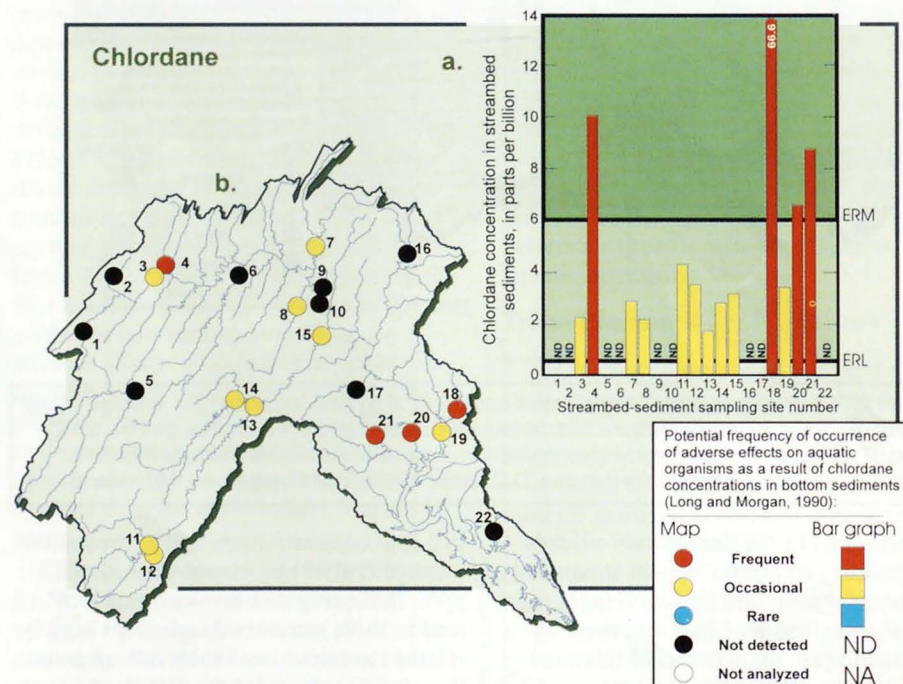 Chlordane
a.
Chlordane concentration in streambed
sediments, in parts per billion
14
12
10
8
6
4
2
0
66.6
ERM
ERL
ND
ND
ND
ND
ND
ND
ND
ND
ND
1 2 3 4 5 6 7 8 9 10 11 12 13 14 15 16 17 18 19 20 21 22
Streambed-sediment sampling site number
b.
1
2
3
4
5
6
7
8
9
10
11
12
13
14
15
16
17
18
19
20
21
22
Potential frequency of occurrence
of adverse effects on aquatic
organisms as a result of chlordane
concentrations in bottom sediments
(Long and Morgan, 1990):
Map Bar graph
Frequent
Occasional
Rare
Not detected ND
Not analyzed NA